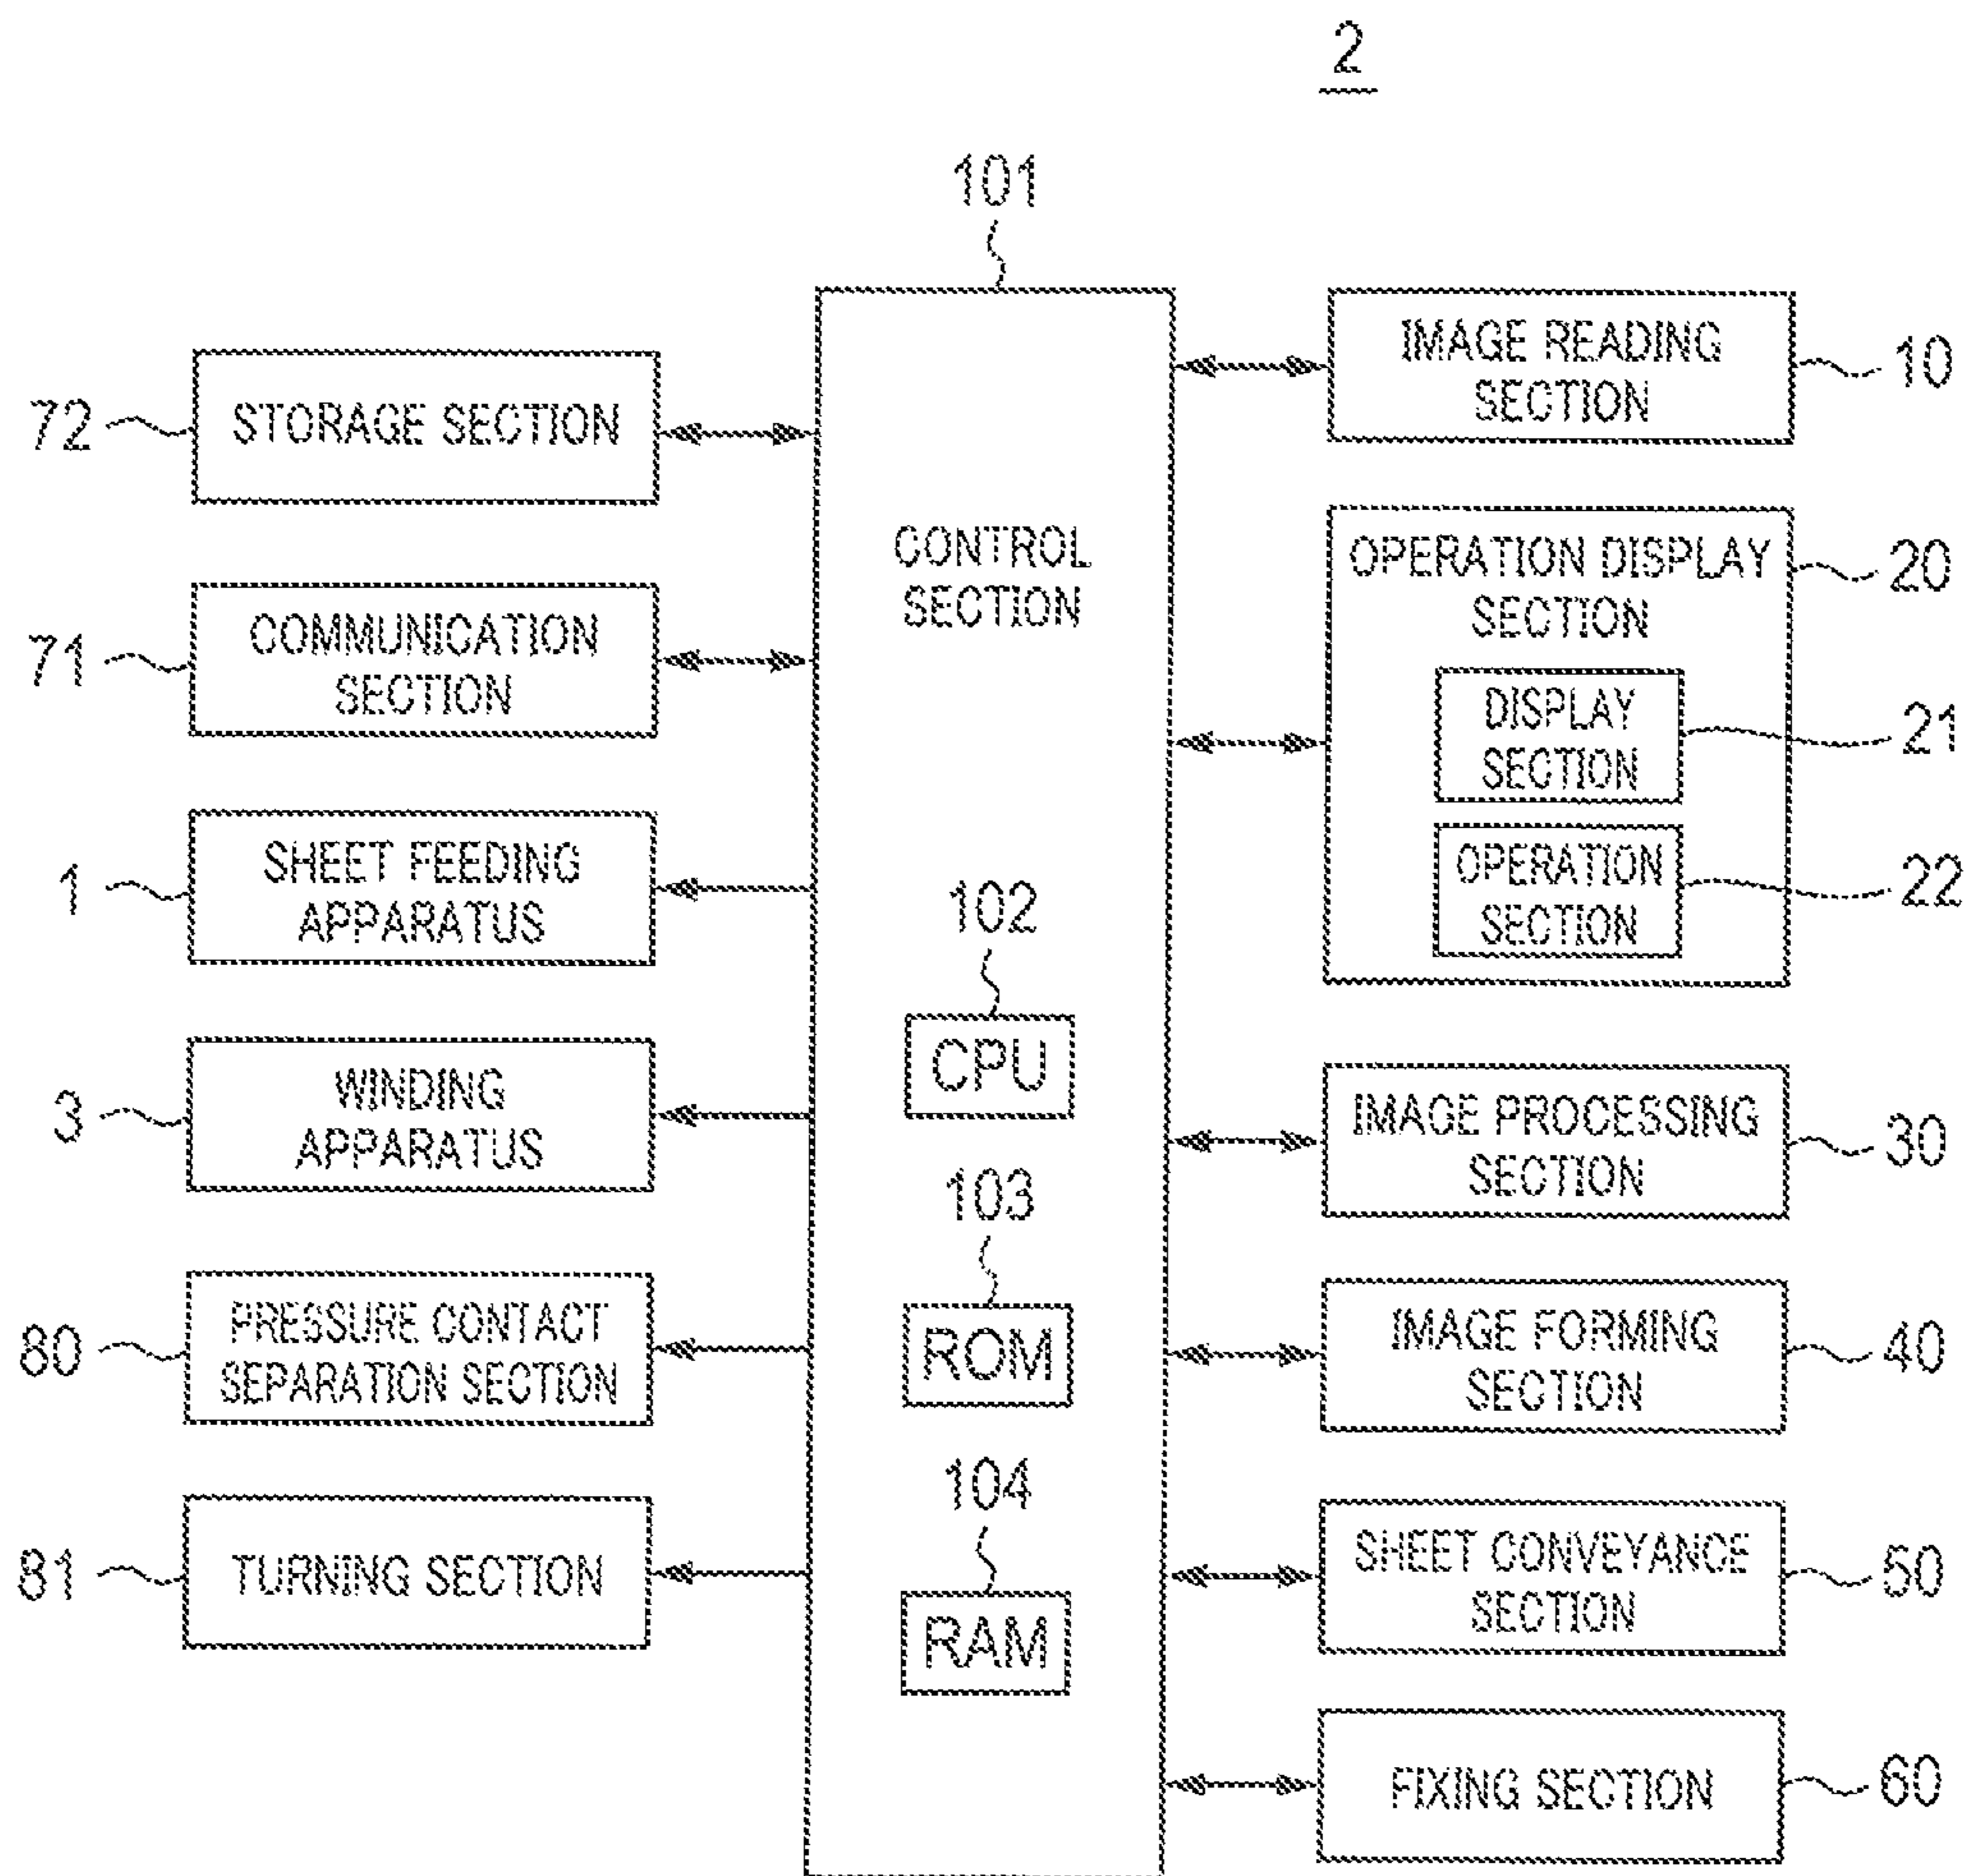 2
101
72
STORAGE SECTION
71
COMMUNICATION
SECTION
1
SHEET FEEDING
APPARATUS
3
WINDING
APPARATUS
80
PRESSURE CONTACT
SEPARATION SECTION
81
TURNING SECTION
CONTROL
SECTION
102
CPU
103
ROM
104
RAM
IMAGE READING
SECTION
10
OPERATION DISPLAY
SECTION
20
DISPLAY
SECTION
21
OPERATION
SECTION
22
IMAGE PROCESSING
SECTION
30
IMAGE FORMING
SECTION
40
SHEET CONVEYANCE
SECTION
50
FIXING SECTION
60